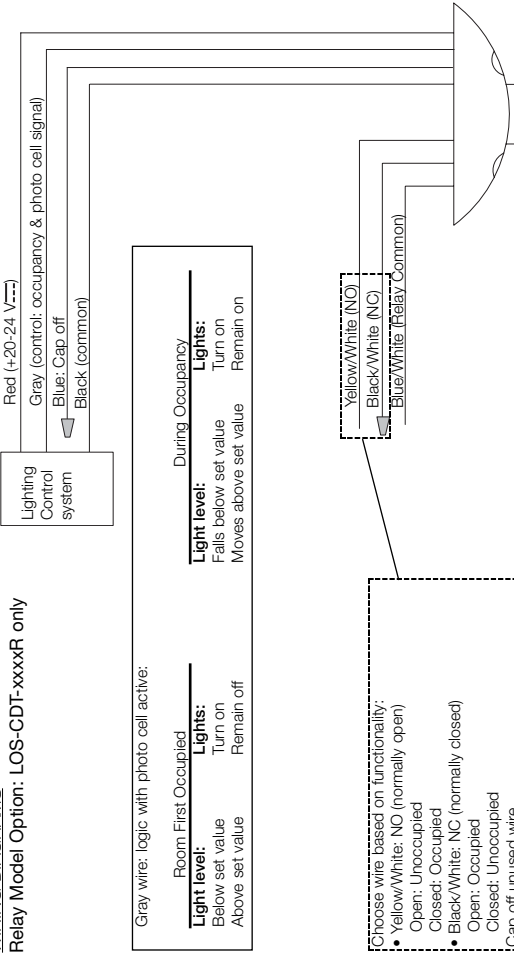 Relay Model Option: LOS-CDT-xxxxR only
Lighting
Control
system
Red (+20-24 V⎓)
Gray (control: occupancy & photo cell signal)
Blue: Cap off
Black (common)
Gray wire: logic with photo cell active:
Room First Occupied
During Occupancy
Light level: Lights: Light level: Lights:
Below set value Turn on Falls below set value Turn on
Above set value Remain off Moves above set value Remain on
Yellow/White (NO)
Black/White (NC)
Blue/White (Relay Common)
Choose wire based on functionality:
• Yellow/White: NO (normally open)
Open: Unoccupied
Closed: Occupied
• Black/White: NC (normally closed)
Open: Occupied
Closed: Unoccupied
Cap off unused wire